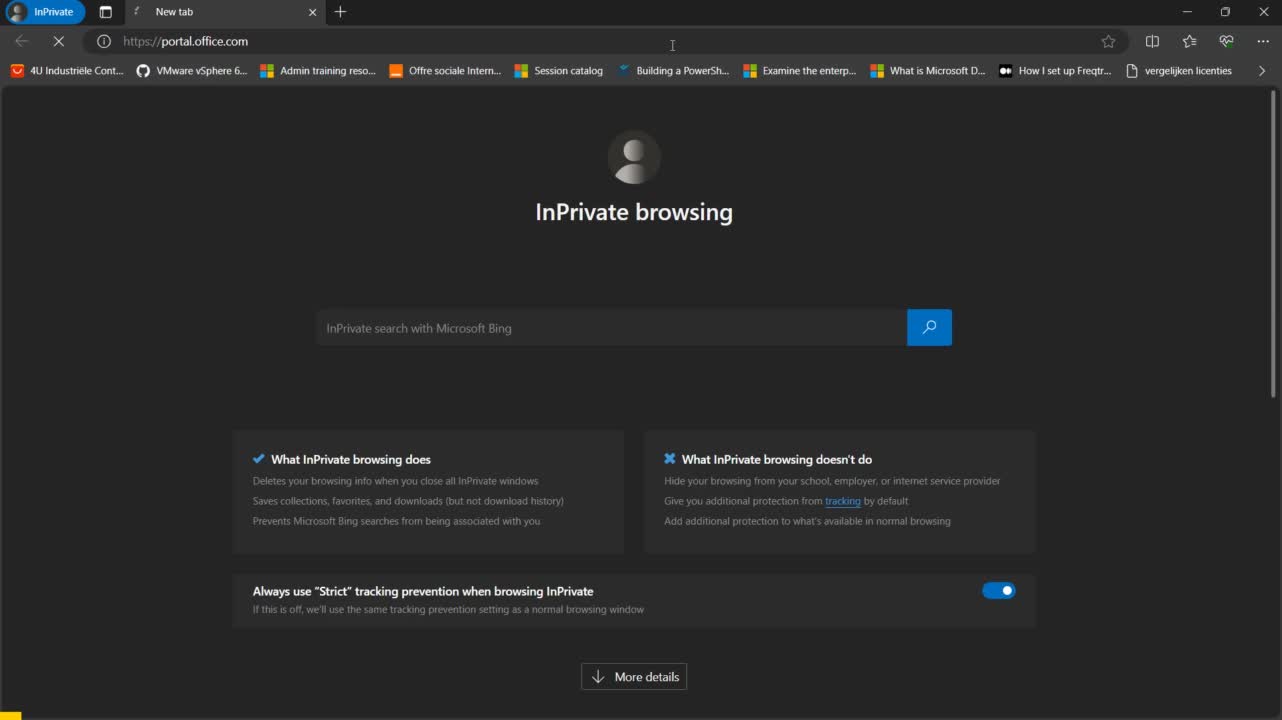 InPrivate
New tab
https://portal.office.com
4U Industriële Cont...
VMware vSphere 6...
Admin training reso...
Offre sociale Intern...
Session catalog
Building a PowerSh...
Examine the enterp...
What is Microsoft D...
How I set up Freqtr...
vergelijken licenties
InPrivate browsing
InPrivate search with Microsoft Bing
What InPrivate browsing does
Deletes your browsing info when you close all InPrivate windows
Saves collections, favorites, and downloads (but not download history)
Prevents Microsoft Bing searches from being associated with you
What InPrivate browsing doesn't do
Hide your browsing from your school, employer, or internet service provider
Give you additional protection from tracking by default
Add additional protection to what's available in normal browsing
Always use "Strict" tracking prevention when browsing InPrivate
If this is off, we'll use the same tracking prevention setting as a normal browsing window
More details